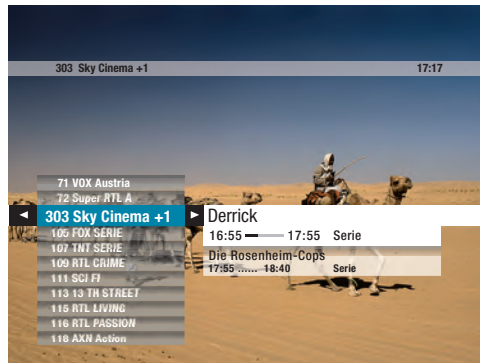 303 Sky Cinema +1 17:17
71 VOX Austria
72 Super RTL A
303 Sky Cinema +1 Derrick
105 FOX SERIE 16:55 17:55 Serie
107 TNT SERIE Die Rosenheim-Cops
109 RTL CRIME 17:55 ...... 18:40 Serie
111 SCI FI
113 13 TH STREET
115 RTL LIVING
116 RTL PASSION
118 AXN Action